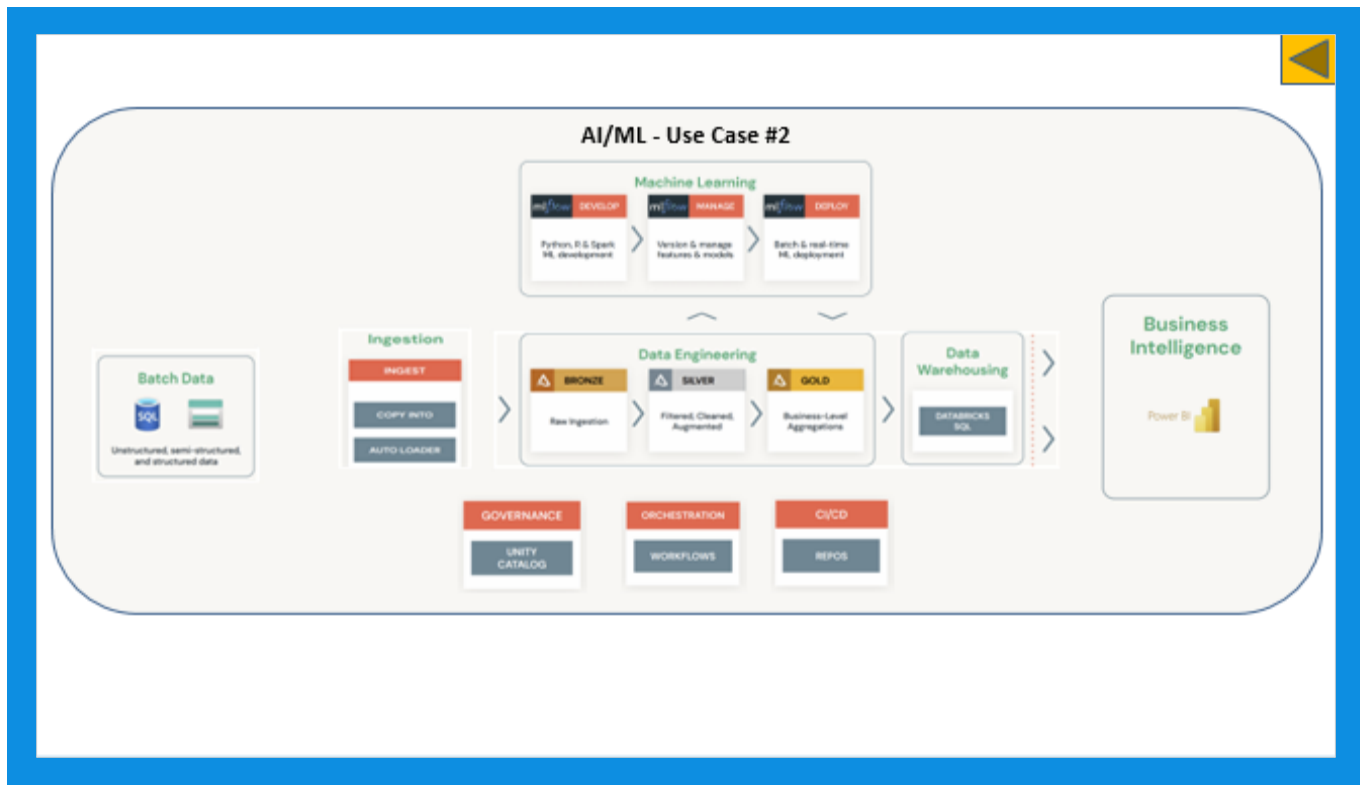 AI/ML - Use Case #2
Machine Learning
mlflow DEVELOP
Python, R & Spark
ML development
mlflow MANAGE
Version & manage
features & models
mlflow DEPLOY
Batch & real-time
ML deployment
Batch Data
SQL
Unstructured, semi-structured,
and structured data
Ingestion
INGEST
COPY INTO
AUTO LOADER
Data Engineering
BRONZE
Raw Ingestion
SILVER
Filtered, Cleaned,
Augmented
GOLD
Business-Level
Aggregations
Data
Warehousing
DATABRICKS
SQL
Business
Intelligence
Power BI
GOVERNANCE
UNITY
CATALOG
ORCHESTRATION
WORKFLOWS
CI/CD
REPOS